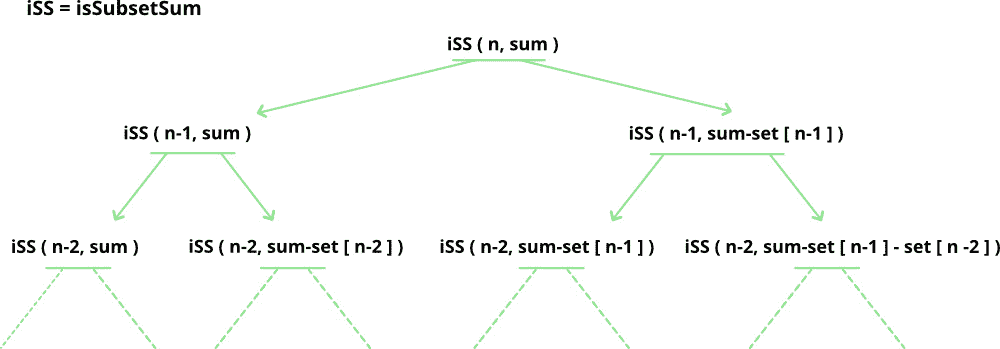 iSS = isSubsetSum
iSS ( n, sum )
iSS ( n-1, sum )
iSS ( n-1, sum-set [ n-1 ] )
iSS ( n-2, sum )
iSS ( n-2, sum-set [ n-2 ] )
iSS ( n-2, sum-set [ n-1 ] )
iSS ( n-2, sum-set [ n-1 ] - set [ n -2 ] )